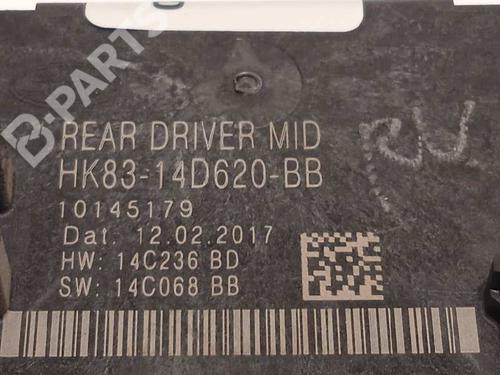 B-PARTS
REAR DRIVER MID
HK83-14D620-BB
10145179
Dat: 12.02.2017
HW: 14C236 BD
SW: 14C068 BB